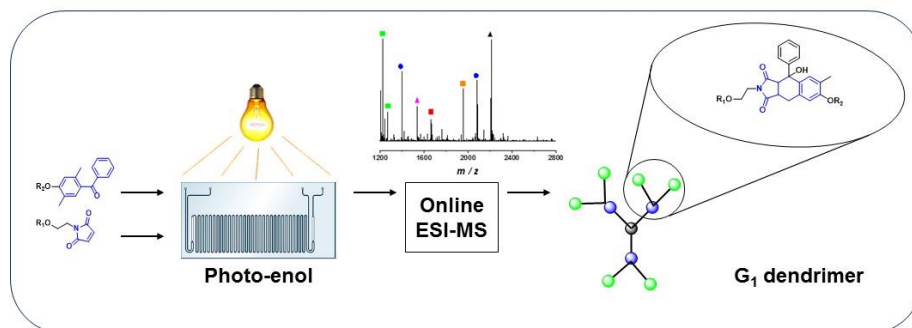 R₂O
O
R₁O
N
O
O
Photo-enol
1200 1600 2000 2400 2800
m / z
Online
ESI-MS
O
OH
R₁O
N
O
OR₂
G₁ dendrimer